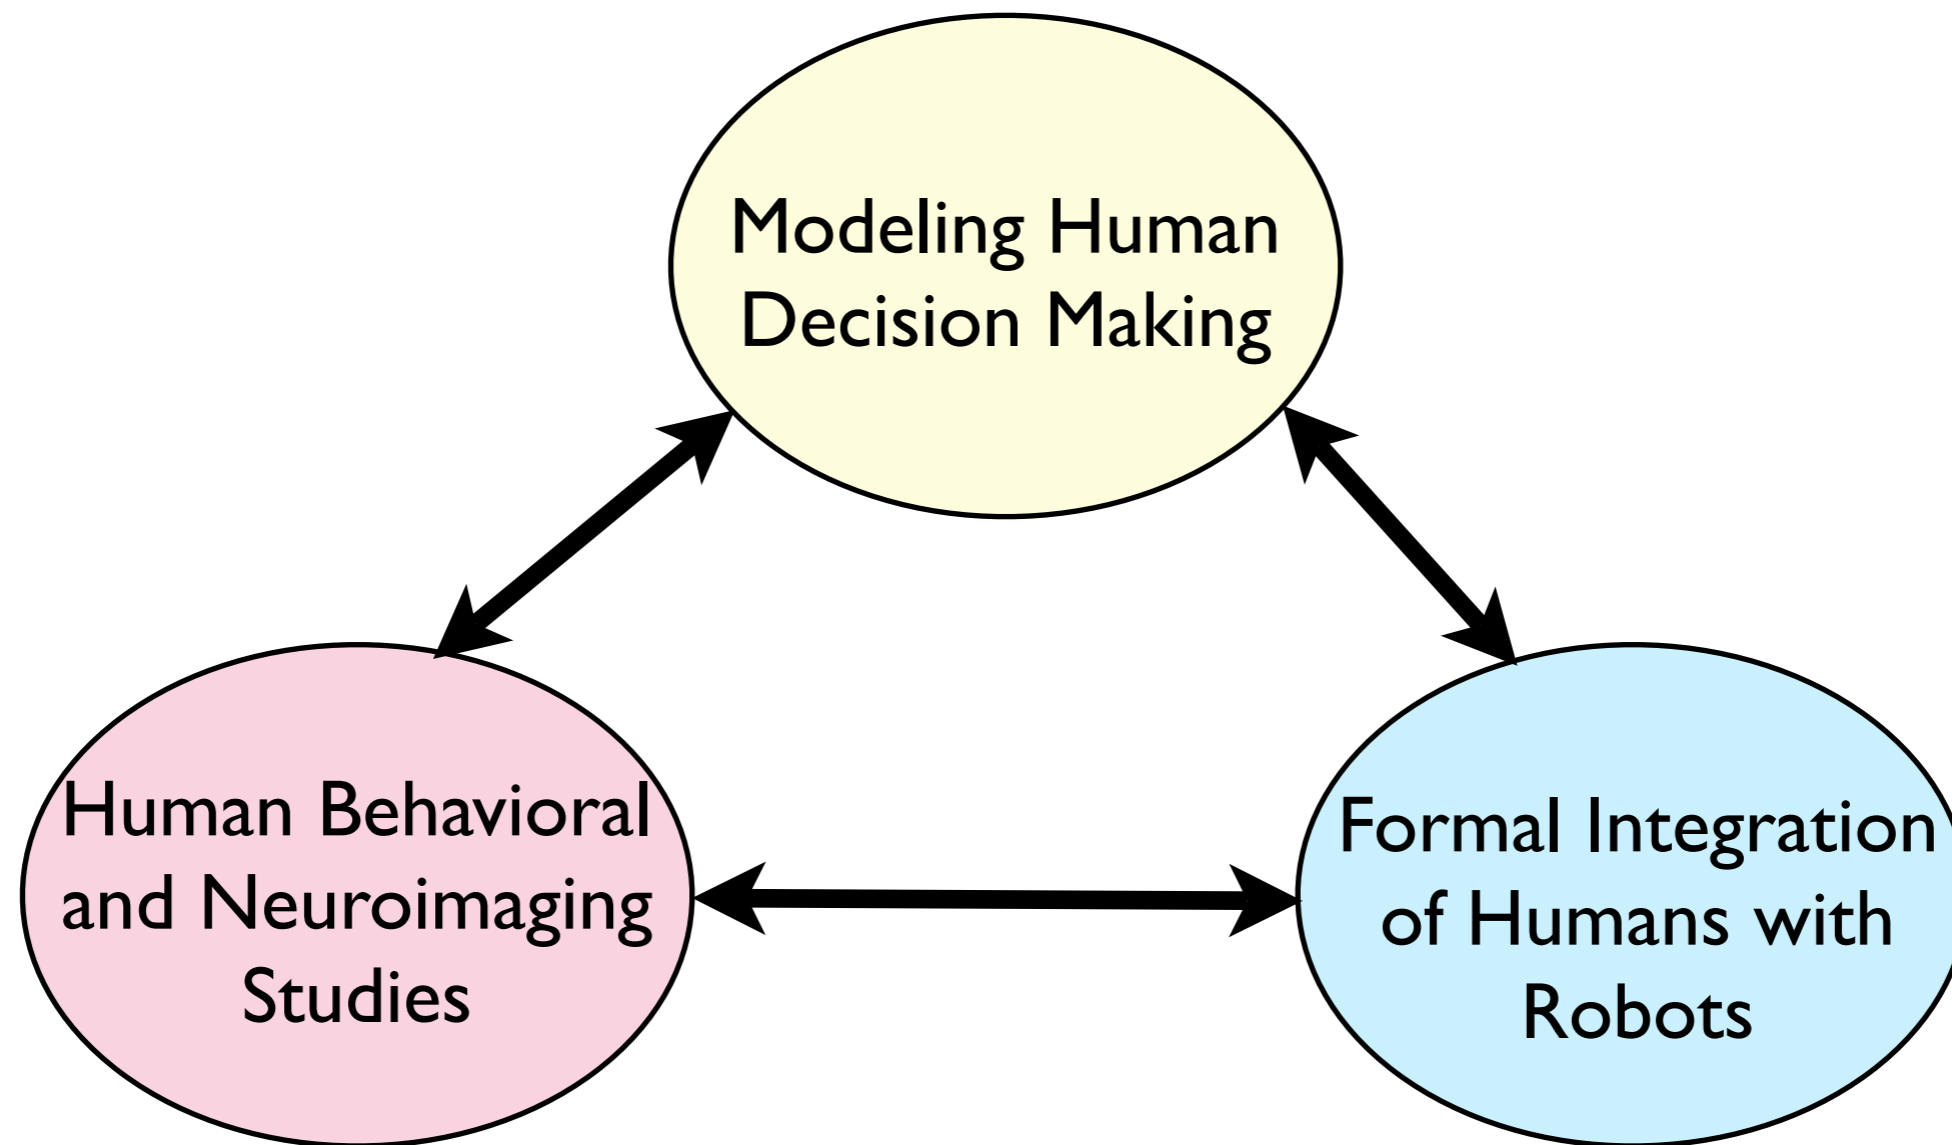 Modeling Human
Decision Making
Human Behavioral
and Neuroimaging
Studies
Formal Integration
of Humans with
Robots